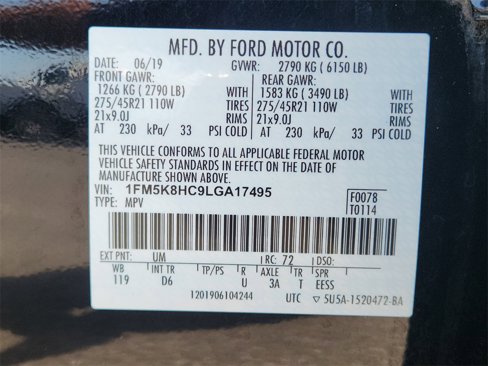 MFD. BY FORD MOTOR CO.
DATE: 06/19 GVWR: 2790 KG ( 6150 LB)
FRONT GAWR: REAR GAWR:
1266 KG ( 2790 LB) 1583 KG ( 3490 LB) WITH
275/45R21 110W 275/45R21 110W TIRES
21x9.0J 21x9.0J RIMS
AT 230 kPa/ 33 PSI COLD AT 230 kPa/ 33 PSI COLD
THIS VEHICLE CONFORMS TO ALL APPLICABLE FEDERAL MOTOR
VEHICLE SAFETY STANDARDS IN EFFECT ON THE DATE OF
MANUFACTURE SHOWN ABOVE.
VIN: 1FM5K8HC9LGA17495 F0078
TYPE: MPV T0114
EXT PNT: UM RC: 72 DSO:
WB INT TR TP/PS R AXLE TR SPR
119 D6 U 3A T EESS
1201906104244 UTC ▽ 5U5A-1520472-BA